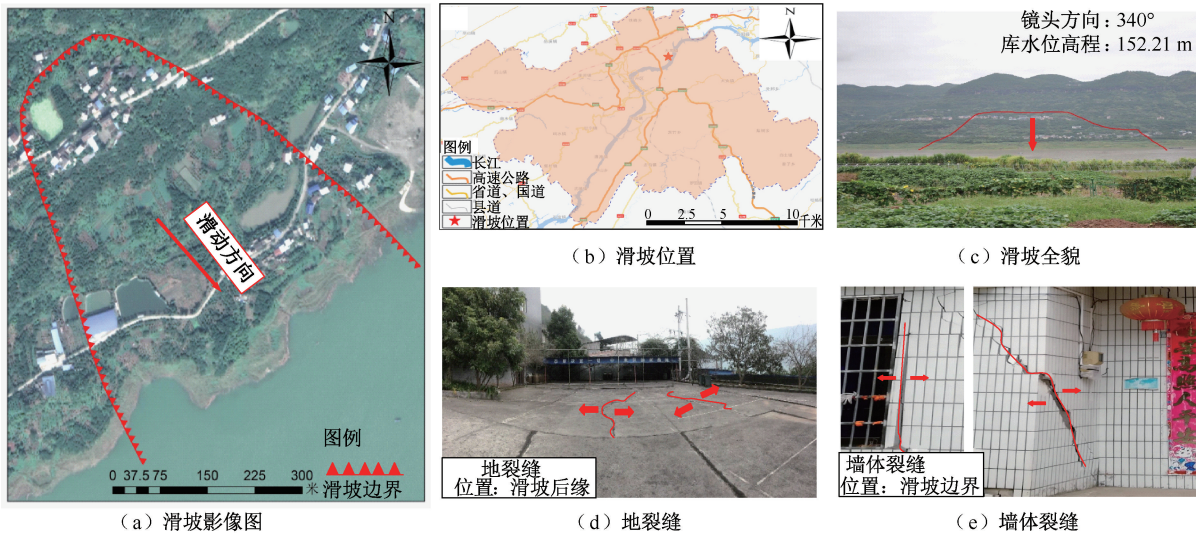 N
滑动方向
图例
0 37.5 75 150 225 300
米
滑坡边界
(a)滑坡影像图
N
图例
长江
高速公路
省道、国道
县道
滑坡位置
0 2.5 5 10
千米
(b)滑坡位置
镜头方向:340°
库水位高程:152.21 m
(c)滑坡全貌
地裂缝
位置:滑坡后缘
(d)地裂缝
墙体裂缝
位置:滑坡边界
(e)墙体裂缝